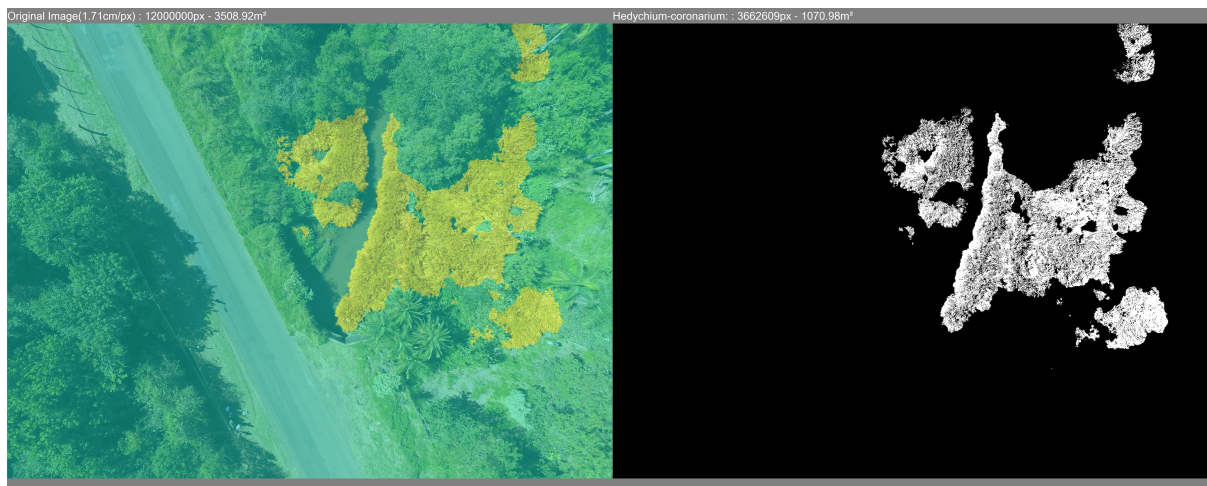 Original Image(1.71cm/px) : 12000000px - 3508.92m²
Hedychium-coronarium: : 3662609px - 1070.98m²